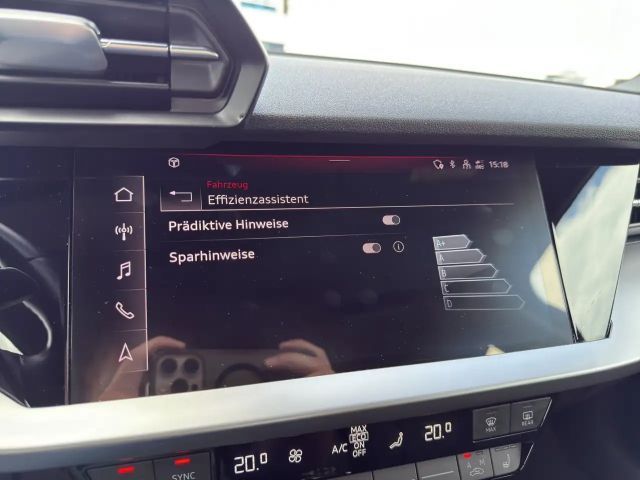 15:18
Fahrzeug
Effizienzassistent
Prädiktive Hinweise
Sparhinweise
A+
A
B
C
D
20.0
A/C
MAX
ECO
ON
OFF
20.0
MAX
REAR
SYNC
A M